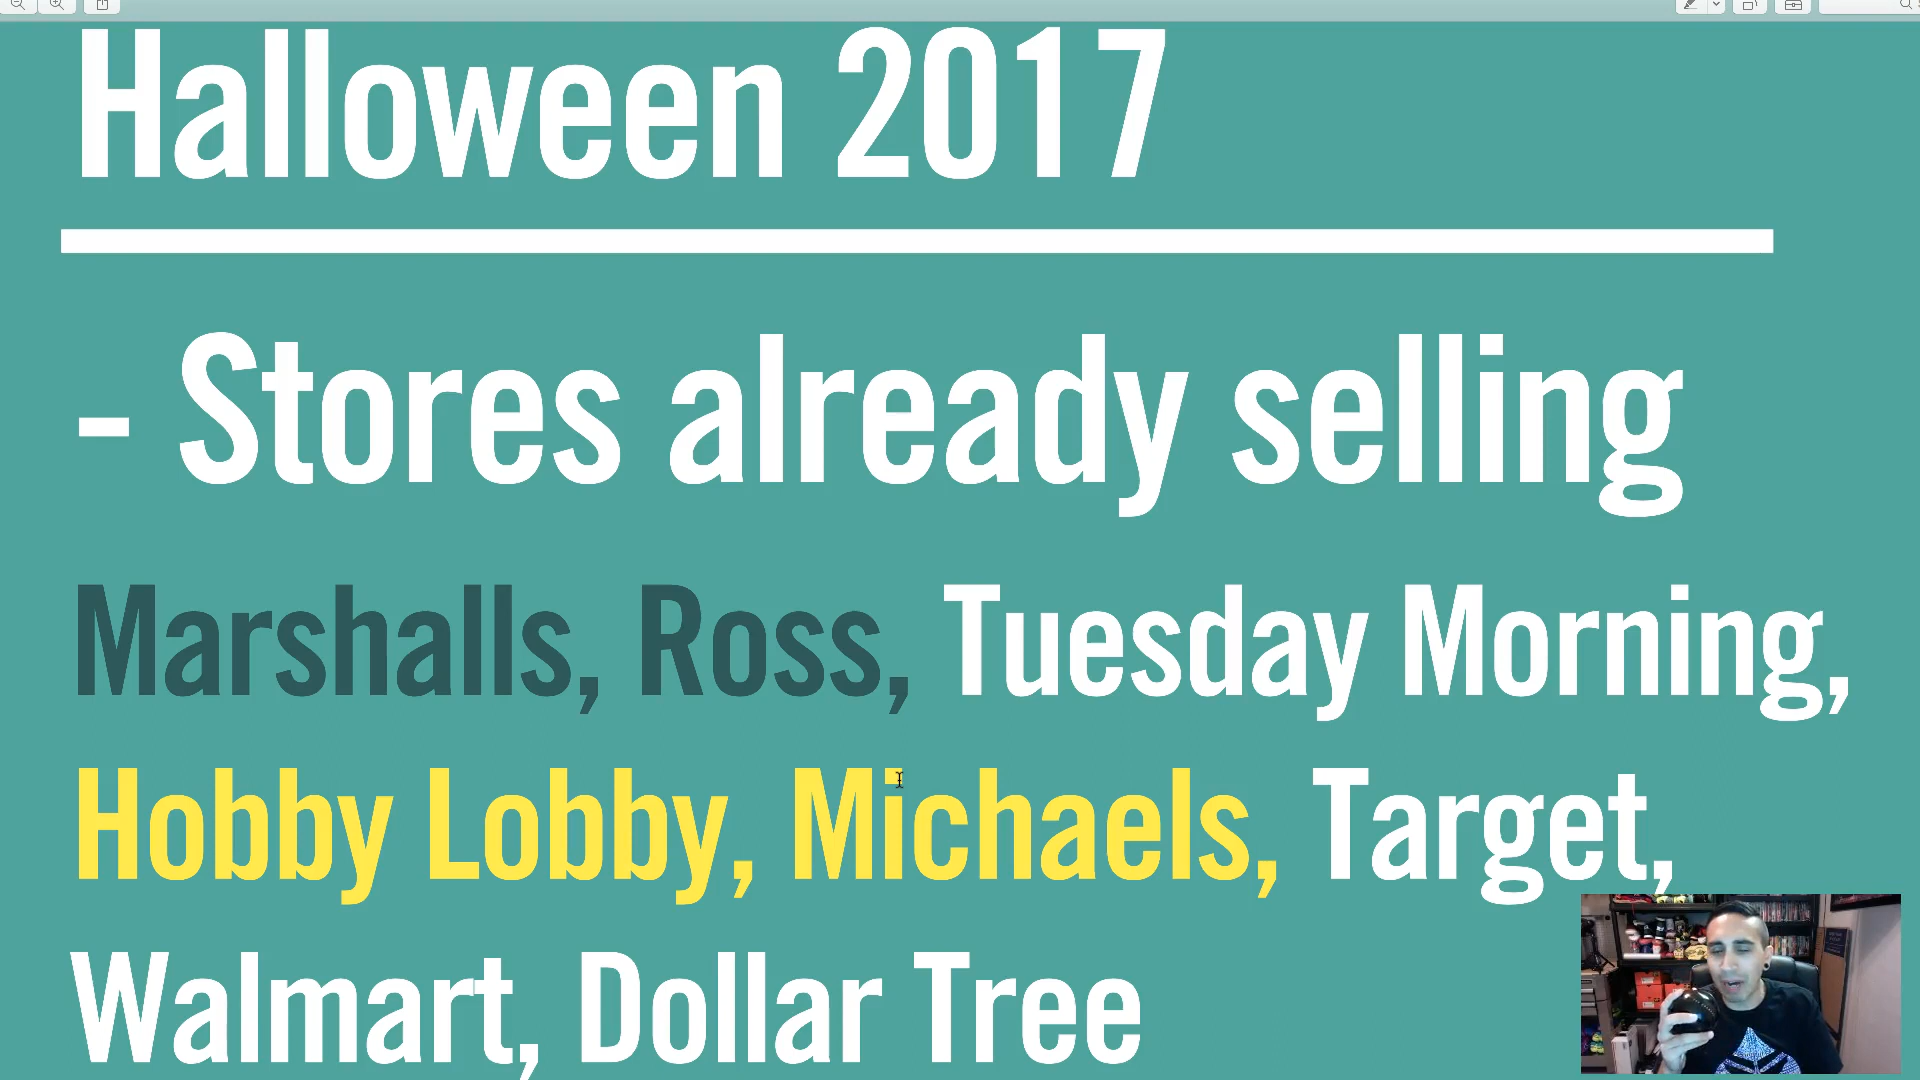 Halloween 2017
- Stores already selling
Marshalls, Ross, Tuesday Morning,
Hobby Lobby, Michaels, Target,
Walmart, Dollar Tree